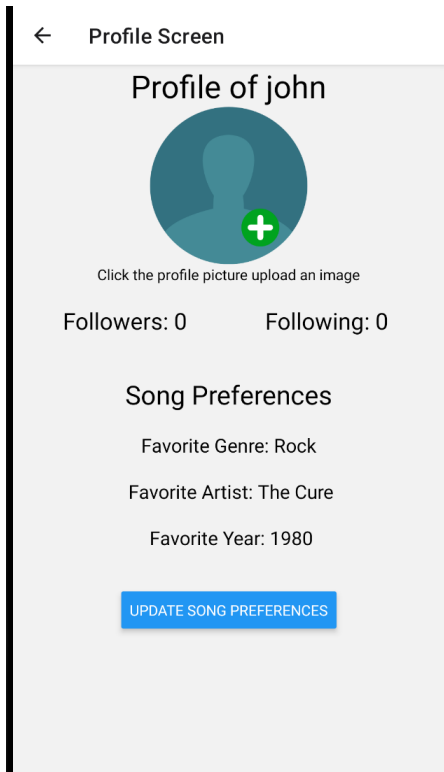 Profile Screen
Profile of john
Click the profile picture upload an image
Followers: 0 Following: 0
Song Preferences
Favorite Genre: Rock
Favorite Artist: The Cure
Favorite Year: 1980
UPDATE SONG PREFERENCES